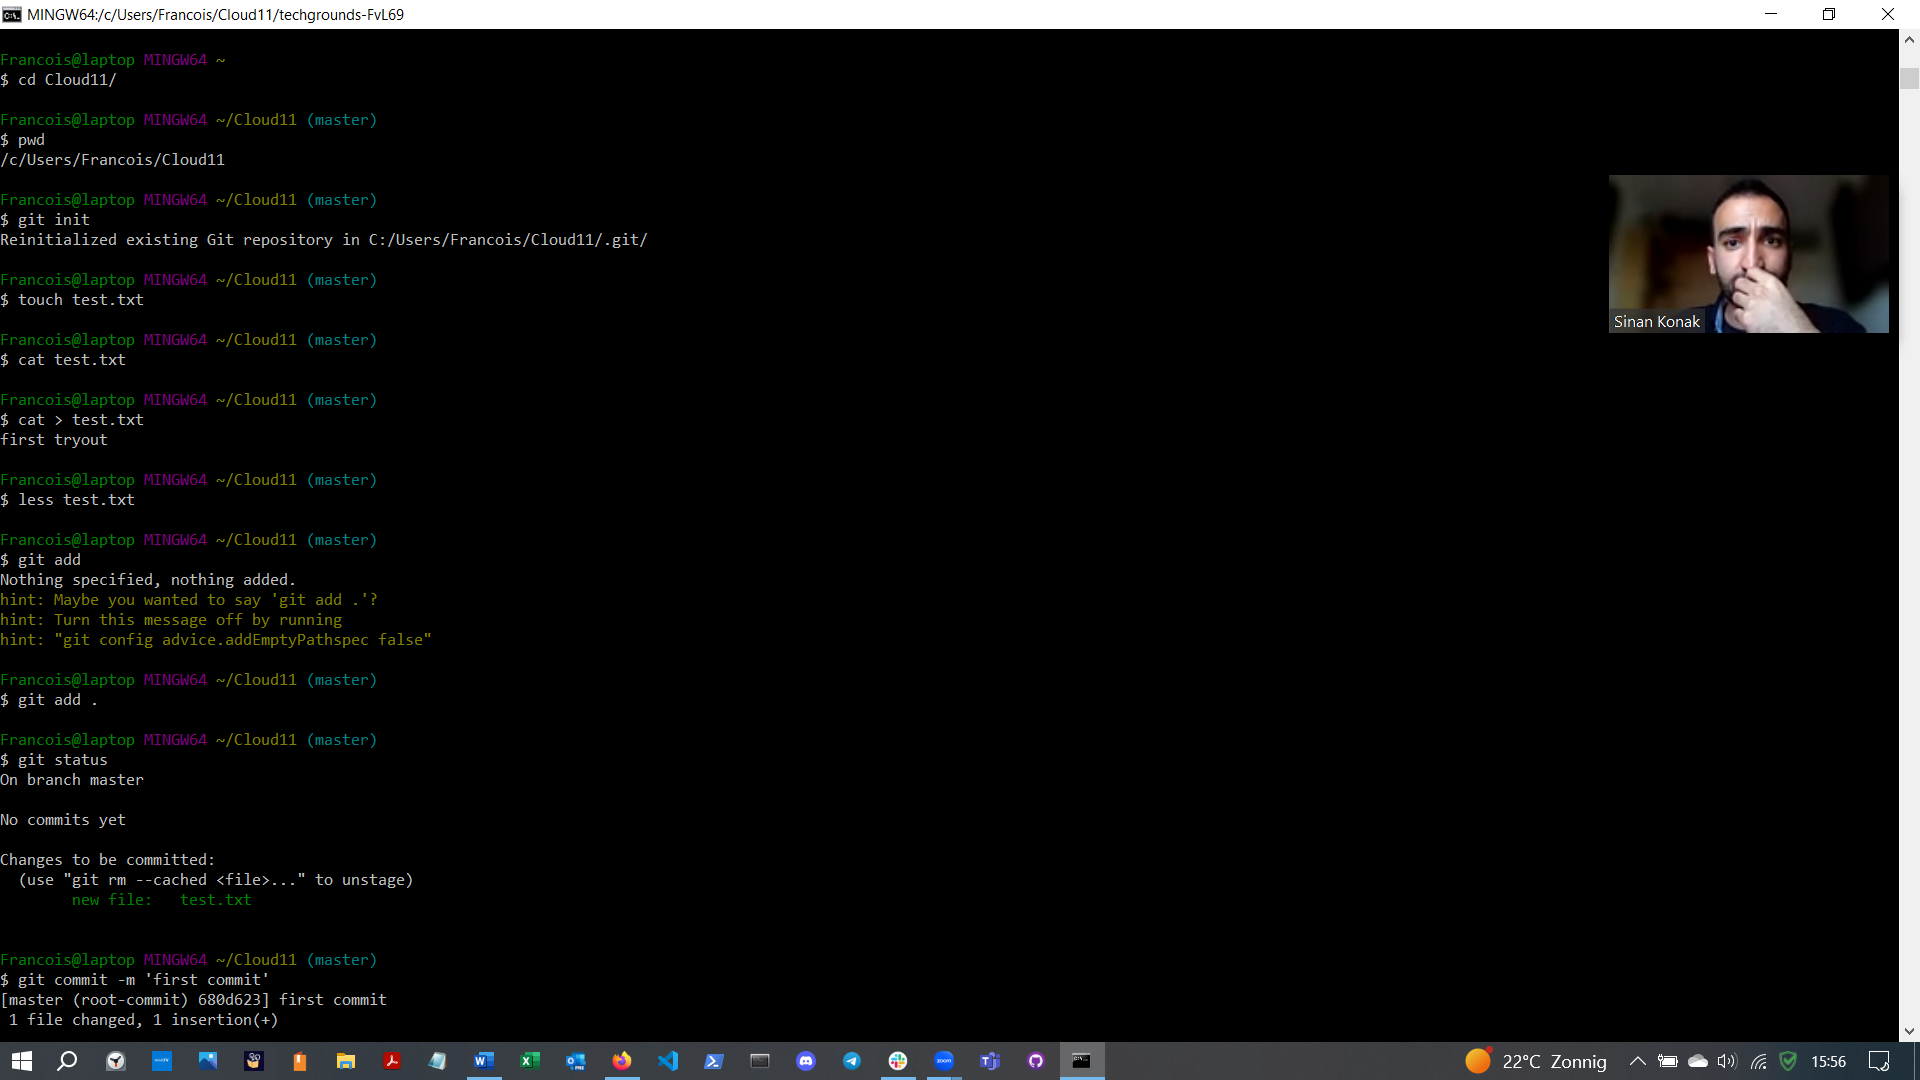 MINGW64:/c/Users/Francois/Cloud11/techgrounds-FvL69
Francois@laptop MINGW64 ~
$ cd Cloud11/
Francois@laptop MINGW64 ~/Cloud11 (master)
$ pwd
/c/Users/Francois/Cloud11
Francois@laptop MINGW64 ~/Cloud11 (master)
$ git init
Reinitialized existing Git repository in C:/Users/Francois/Cloud11/.git/
Francois@laptop MINGW64 ~/Cloud11 (master)
$ touch test.txt
Francois@laptop MINGW64 ~/Cloud11 (master)
$ cat test.txt
Francois@laptop MINGW64 ~/Cloud11 (master)
$ cat > test.txt
first tryout
Francois@laptop MINGW64 ~/Cloud11 (master)
$ less test.txt
Francois@laptop MINGW64 ~/Cloud11 (master)
$ git add
Nothing specified, nothing added.
hint: Maybe you wanted to say 'git add .'?
hint: Turn this message off by running
hint: "git config advice.addEmptyPathspec false"
Francois@laptop MINGW64 ~/Cloud11 (master)
$ git add .
Francois@laptop MINGW64 ~/Cloud11 (master)
$ git status
On branch master
No commits yet
Changes to be committed:
  (use "git rm --cached <file>..." to unstage)
        new file:   test.txt
Francois@laptop MINGW64 ~/Cloud11 (master)
$ git commit -m 'first commit'
[master (root-commit) 680d623] first commit
 1 file changed, 1 insertion(+)
Sinan Konak
zoom
22°C Zonnig
15:56